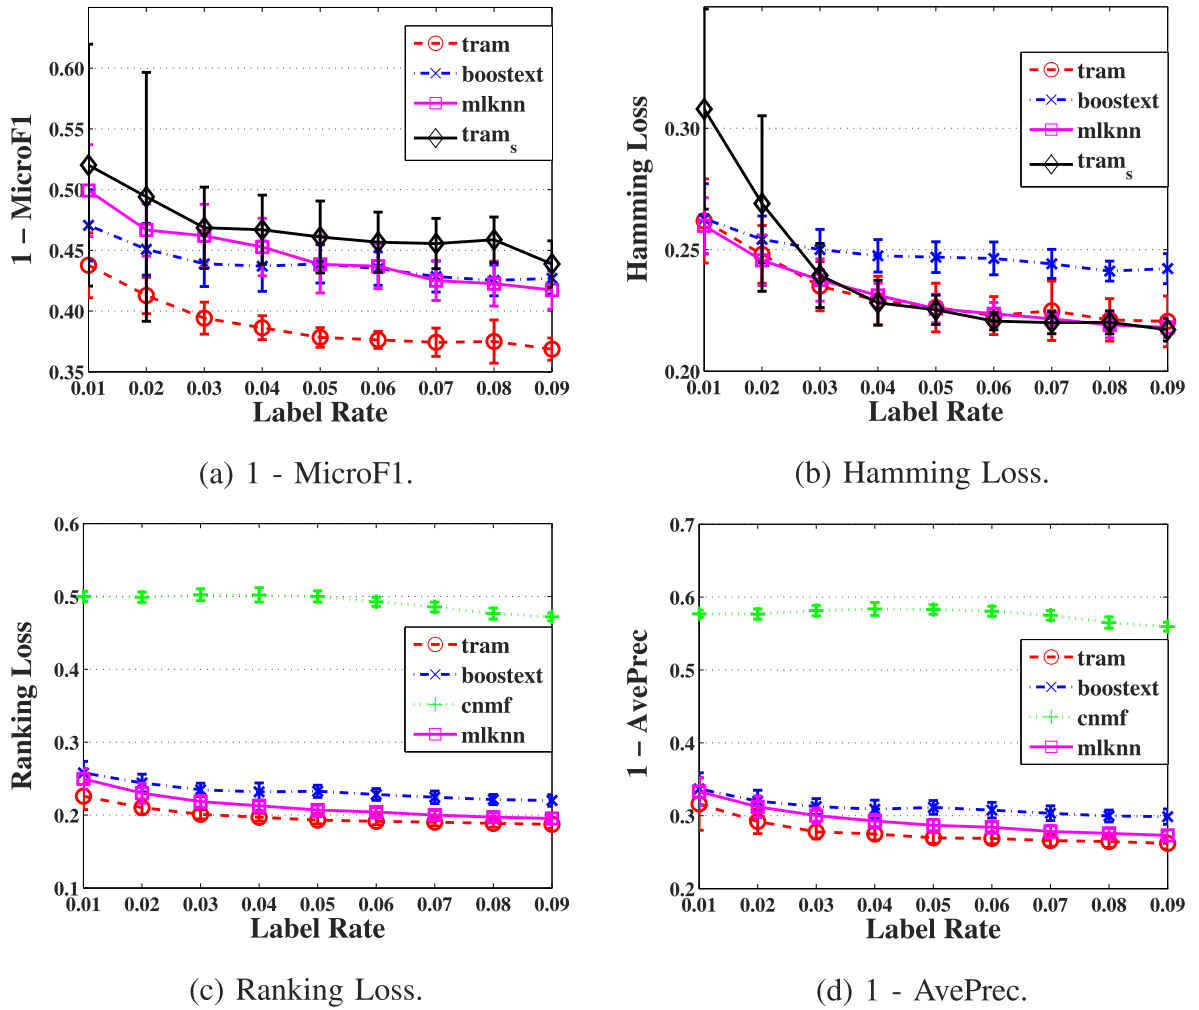 1 − MicroF1
0.60
0.55
0.50
0.45
0.40
0.35
0.01 0.02 0.03 0.04 0.05 0.06 0.07 0.08 0.09
Label Rate
tram
boostext
mlknn
tram_s
(a) 1 - MicroF1.
Hamming Loss
0.30
0.25
0.20
0.01 0.02 0.03 0.04 0.05 0.06 0.07 0.08 0.09
Label Rate
tram
boostext
mlknn
tram_s
(b) Hamming Loss.
Ranking Loss
0.6
0.5
0.4
0.3
0.2
0.1
0.01 0.02 0.03 0.04 0.05 0.06 0.07 0.08 0.09
Label Rate
tram
boostext
cnmf
mlknn
(c) Ranking Loss.
1 − AvePrec
0.7
0.6
0.5
0.4
0.3
0.2
0.01 0.02 0.03 0.04 0.05 0.06 0.07 0.08 0.09
Label Rate
tram
boostext
cnmf
mlknn
(d) 1 - AvePrec.